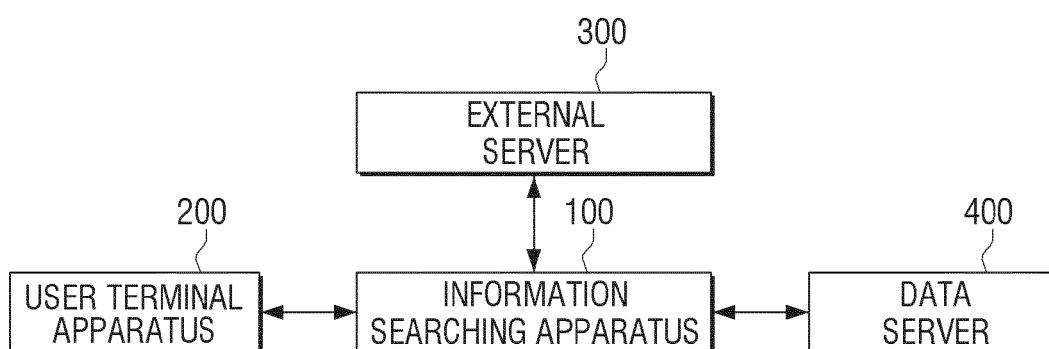 300
EXTERNAL
SERVER
200
100
400
USER TERMINAL
APPARATUS
INFORMATION
SEARCHING APPARATUS
DATA
SERVER